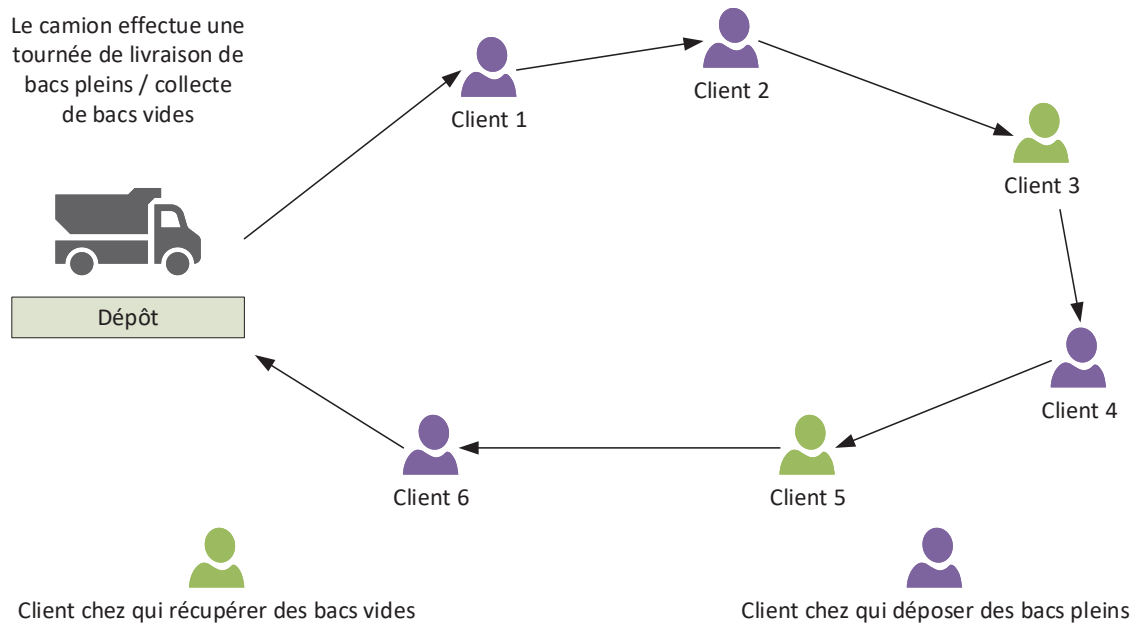 Le camion effectue une
tournée de livraison de
bacs pleins / collecte
de bacs vides
Client 1
Client 2
Client 3
Dépôt
Client 4
Client 6
Client 5
Client chez qui récupérer des bacs vides
Client chez qui déposer des bacs pleins